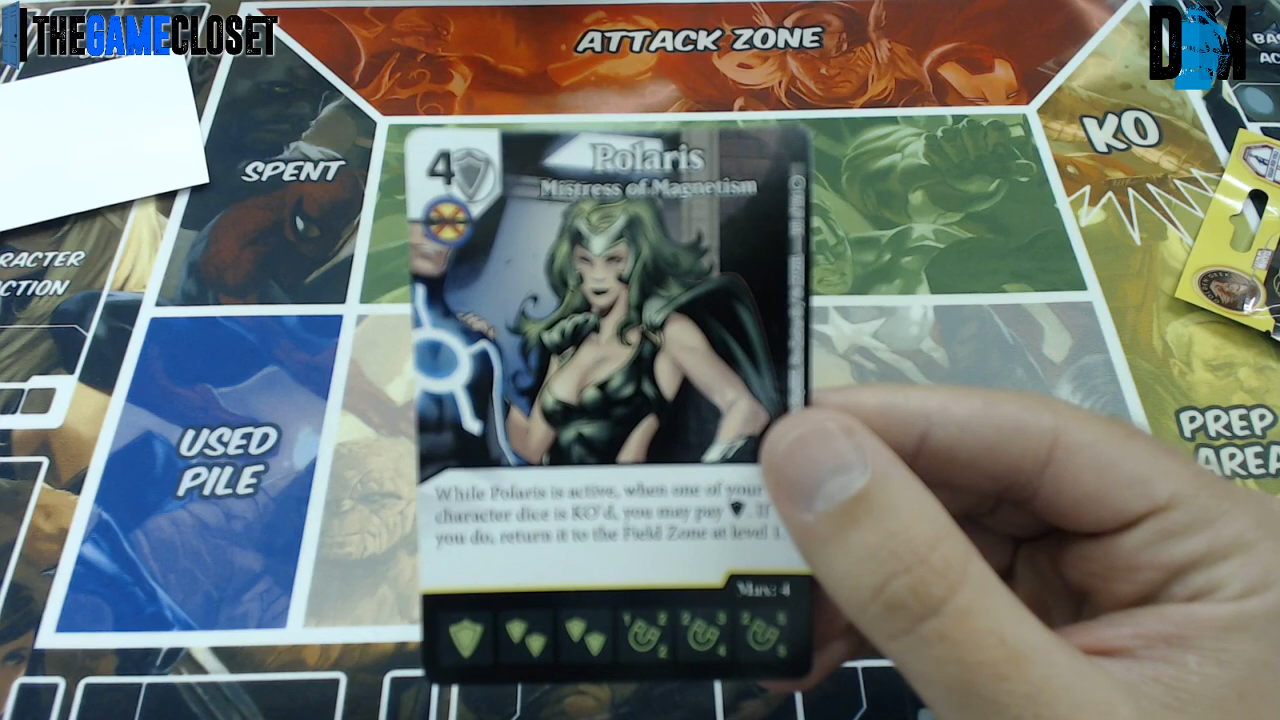 THEGAMECLOSET
DM
ATTACK ZONE
KO
SPENT
4
Polaris
Mistress of Magnetism
RACTER
CTION
USED
PILE
PREP
AREA
While Polaris is active, when one of your
character dice is KO'd, you may pay. If
you do, return it to the Field Zone at level 1.
Max: 4